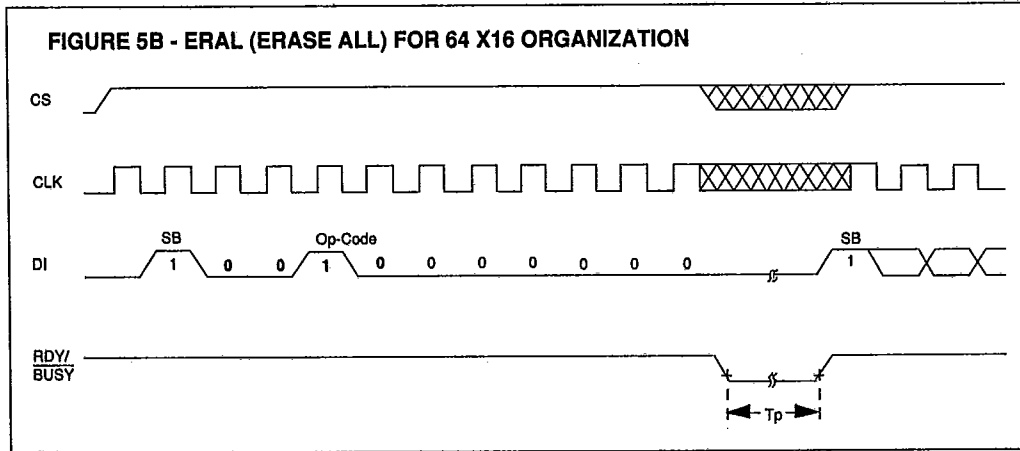 FIGURE 5B - ERAL (ERASE ALL) FOR 64 X16 ORGANIZATION
CS
CLK
SB
Op-Code
SB
DI
1 0 0 1 0 0 0 0 0 0 0 1
RDY/
BUSY
Tp